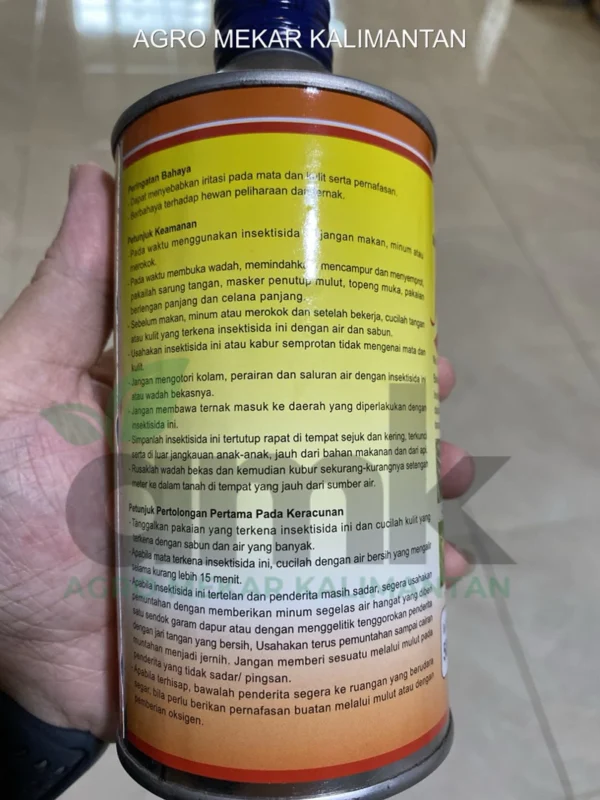 AGRO MEKAR KALIMANTAN
Peringatan Bahaya
- Dapat menyebabkan iritasi pada mata dan kulit serta pernafasan.
- Berbahaya terhadap hewan peliharaan dan ternak.
Petunjuk Keamanan
- Pada waktu menggunakan insektisida jangan makan, minum atau
merokok.
- Pada waktu membuka wadah, memindahkan mencampur dan menyemprot,
pakailah sarung tangan, masker penutup mulut, topeng muka, pakaian
berlengan panjang dan celana panjang.
- Sebelum makan, minum atau merokok dan setelah bekerja, cucilah tangan
atau kulit yang terkena insektisida ini dengan air dan sabun.
- Usahakan insektisida ini atau kabur semprotan tidak mengenai mata dan
kulit.
- Jangan mengotori kolam, perairan dan saluran air dengan insektisida ini
atau wadah bekasnya.
- Jangan membawa ternak masuk ke daerah yang diperlakukan dengan
insektisida ini.
- Simpanlah insektisida ini tertutup rapat di tempat sejuk dan kering, terkunci
serta di luar jangkauan anak-anak, jauh dari bahan makanan dan dari api.
- Rusaklah wadah bekas dan kemudian kubur sekurang-kurangnya setengah
meter ke dalam tanah di tempat yang jauh dari sumber air.
amk
AGRO MEKAR KALIMANTAN
Petunjuk Pertolongan Pertama Pada Keracunan
- Tanggalkan pakaian yang terkena insektisida ini dan cucilah kulit yang
terkena dengan sabun dan air yang banyak.
- Apabila mata terkena insektisida ini, cucilah dengan air bersih yang mengalir
selama kurang lebih 15 menit.
- Apabila insektisida ini tertelan dan penderita masih sadar, segera usahakan
pemuntahan dengan memberikan minum segelas air hangat yang diberi
satu sendok garam dapur atau dengan menggelitik tenggorokan penderita
dengan jari tangan yang bersih, Usahakan terus pemuntahan sampai cairan
muntahan menjadi jernih. Jangan memberi sesuatu melalui mulut pada
penderita yang tidak sadar/ pingsan.
- Apabila terhisap, bawalah penderita segera ke ruangan yang berudara
segar, bila perlu berikan pernafasan buatan melalui mulut atau dengan
pemberian oksigen.